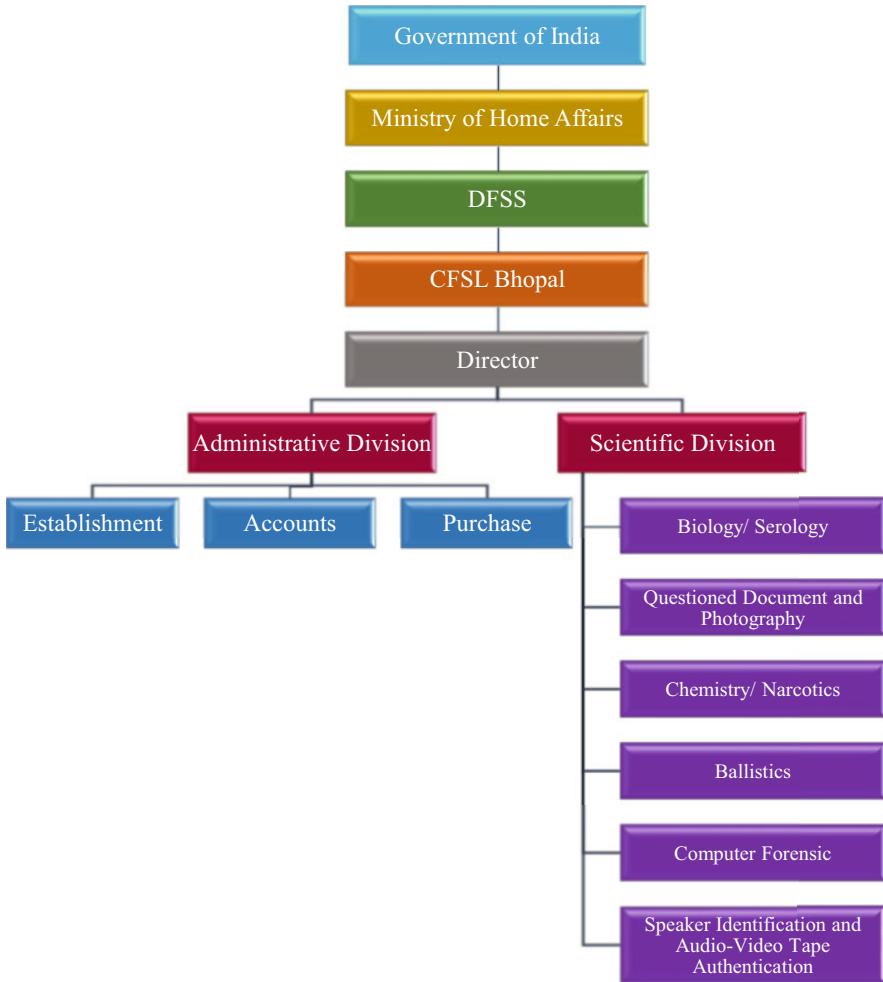 Government of India
Ministry of Home Affairs
DFSS
CFSL Bhopal
Director
Administrative Division
Scientific Division
Establishment
Accounts
Purchase
Biology/ Serology
Questioned Document and
Photography
Chemistry/ Narcotics
Ballistics
Computer Forensic
Speaker Identification and
Audio-Video Tape
Authentication